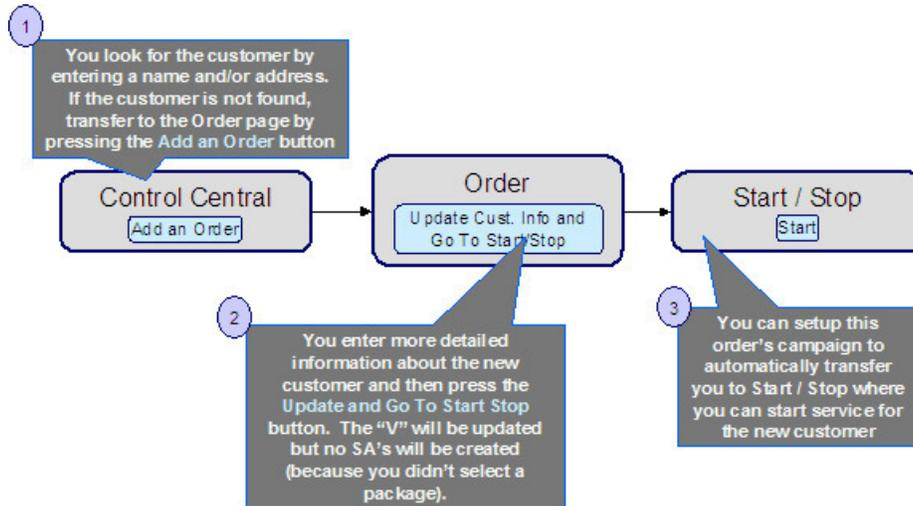 1
You look for the customer by
entering a name and/or address.
If the customer is not found,
transfer to the Order page by
pressing the Add an Order button
Control Central
Add an Order
Order
Update Cust. Info and
Go To Start/Stop
Start / Stop
Start
2
You enter more detailed
information about the new
customer and then press the
Update and Go To Start Stop
button. The “V” will be updated
but no SA’s will be created
(because you didn’t select a
package).
3
You can setup this
order’s campaign to
automatically transfer
you to Start / Stop where
you can start service for
the new customer